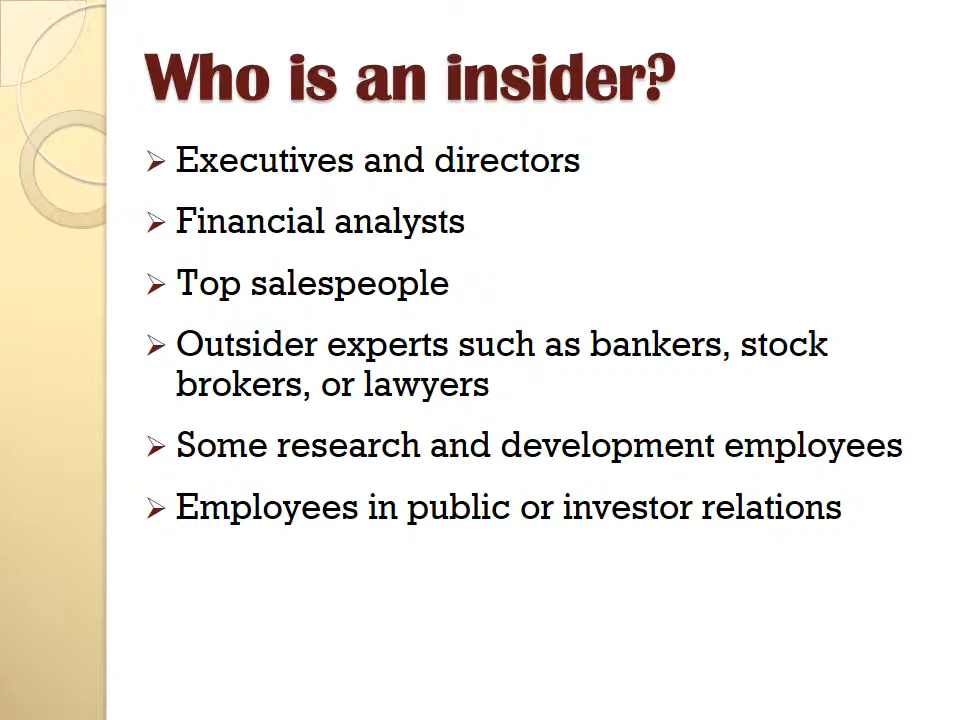 Who is an insider?
Executives and directors
Financial analysts
Top salespeople
Outsider experts such as bankers, stock
brokers, or lawyers
Some research and development employees
Employees in public or investor relations